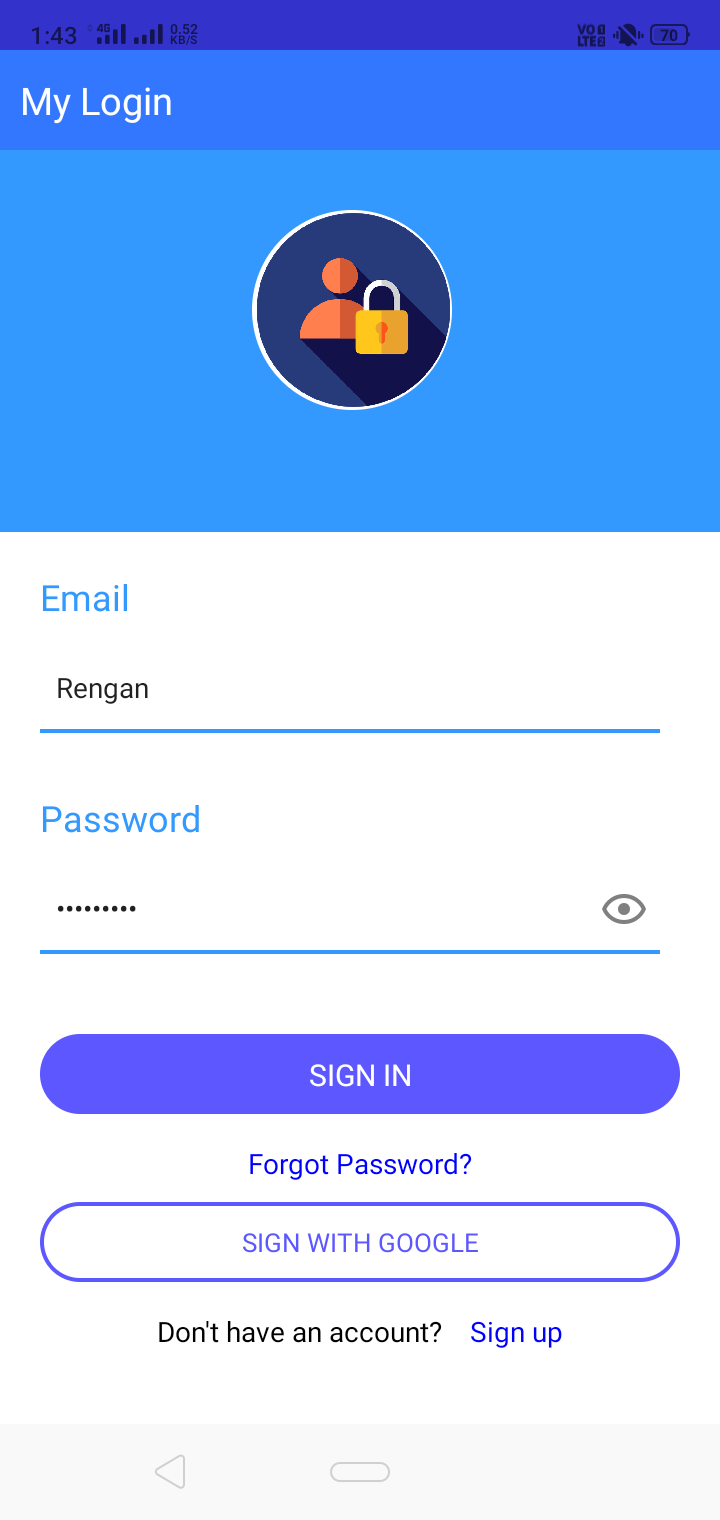 1:43 4G 0.52 KB/S VO LTE 70
My Login
Email
Rengan
Password
•••••••••
SIGN IN
Forgot Password?
SIGN WITH GOOGLE
Don't have an account? Sign up